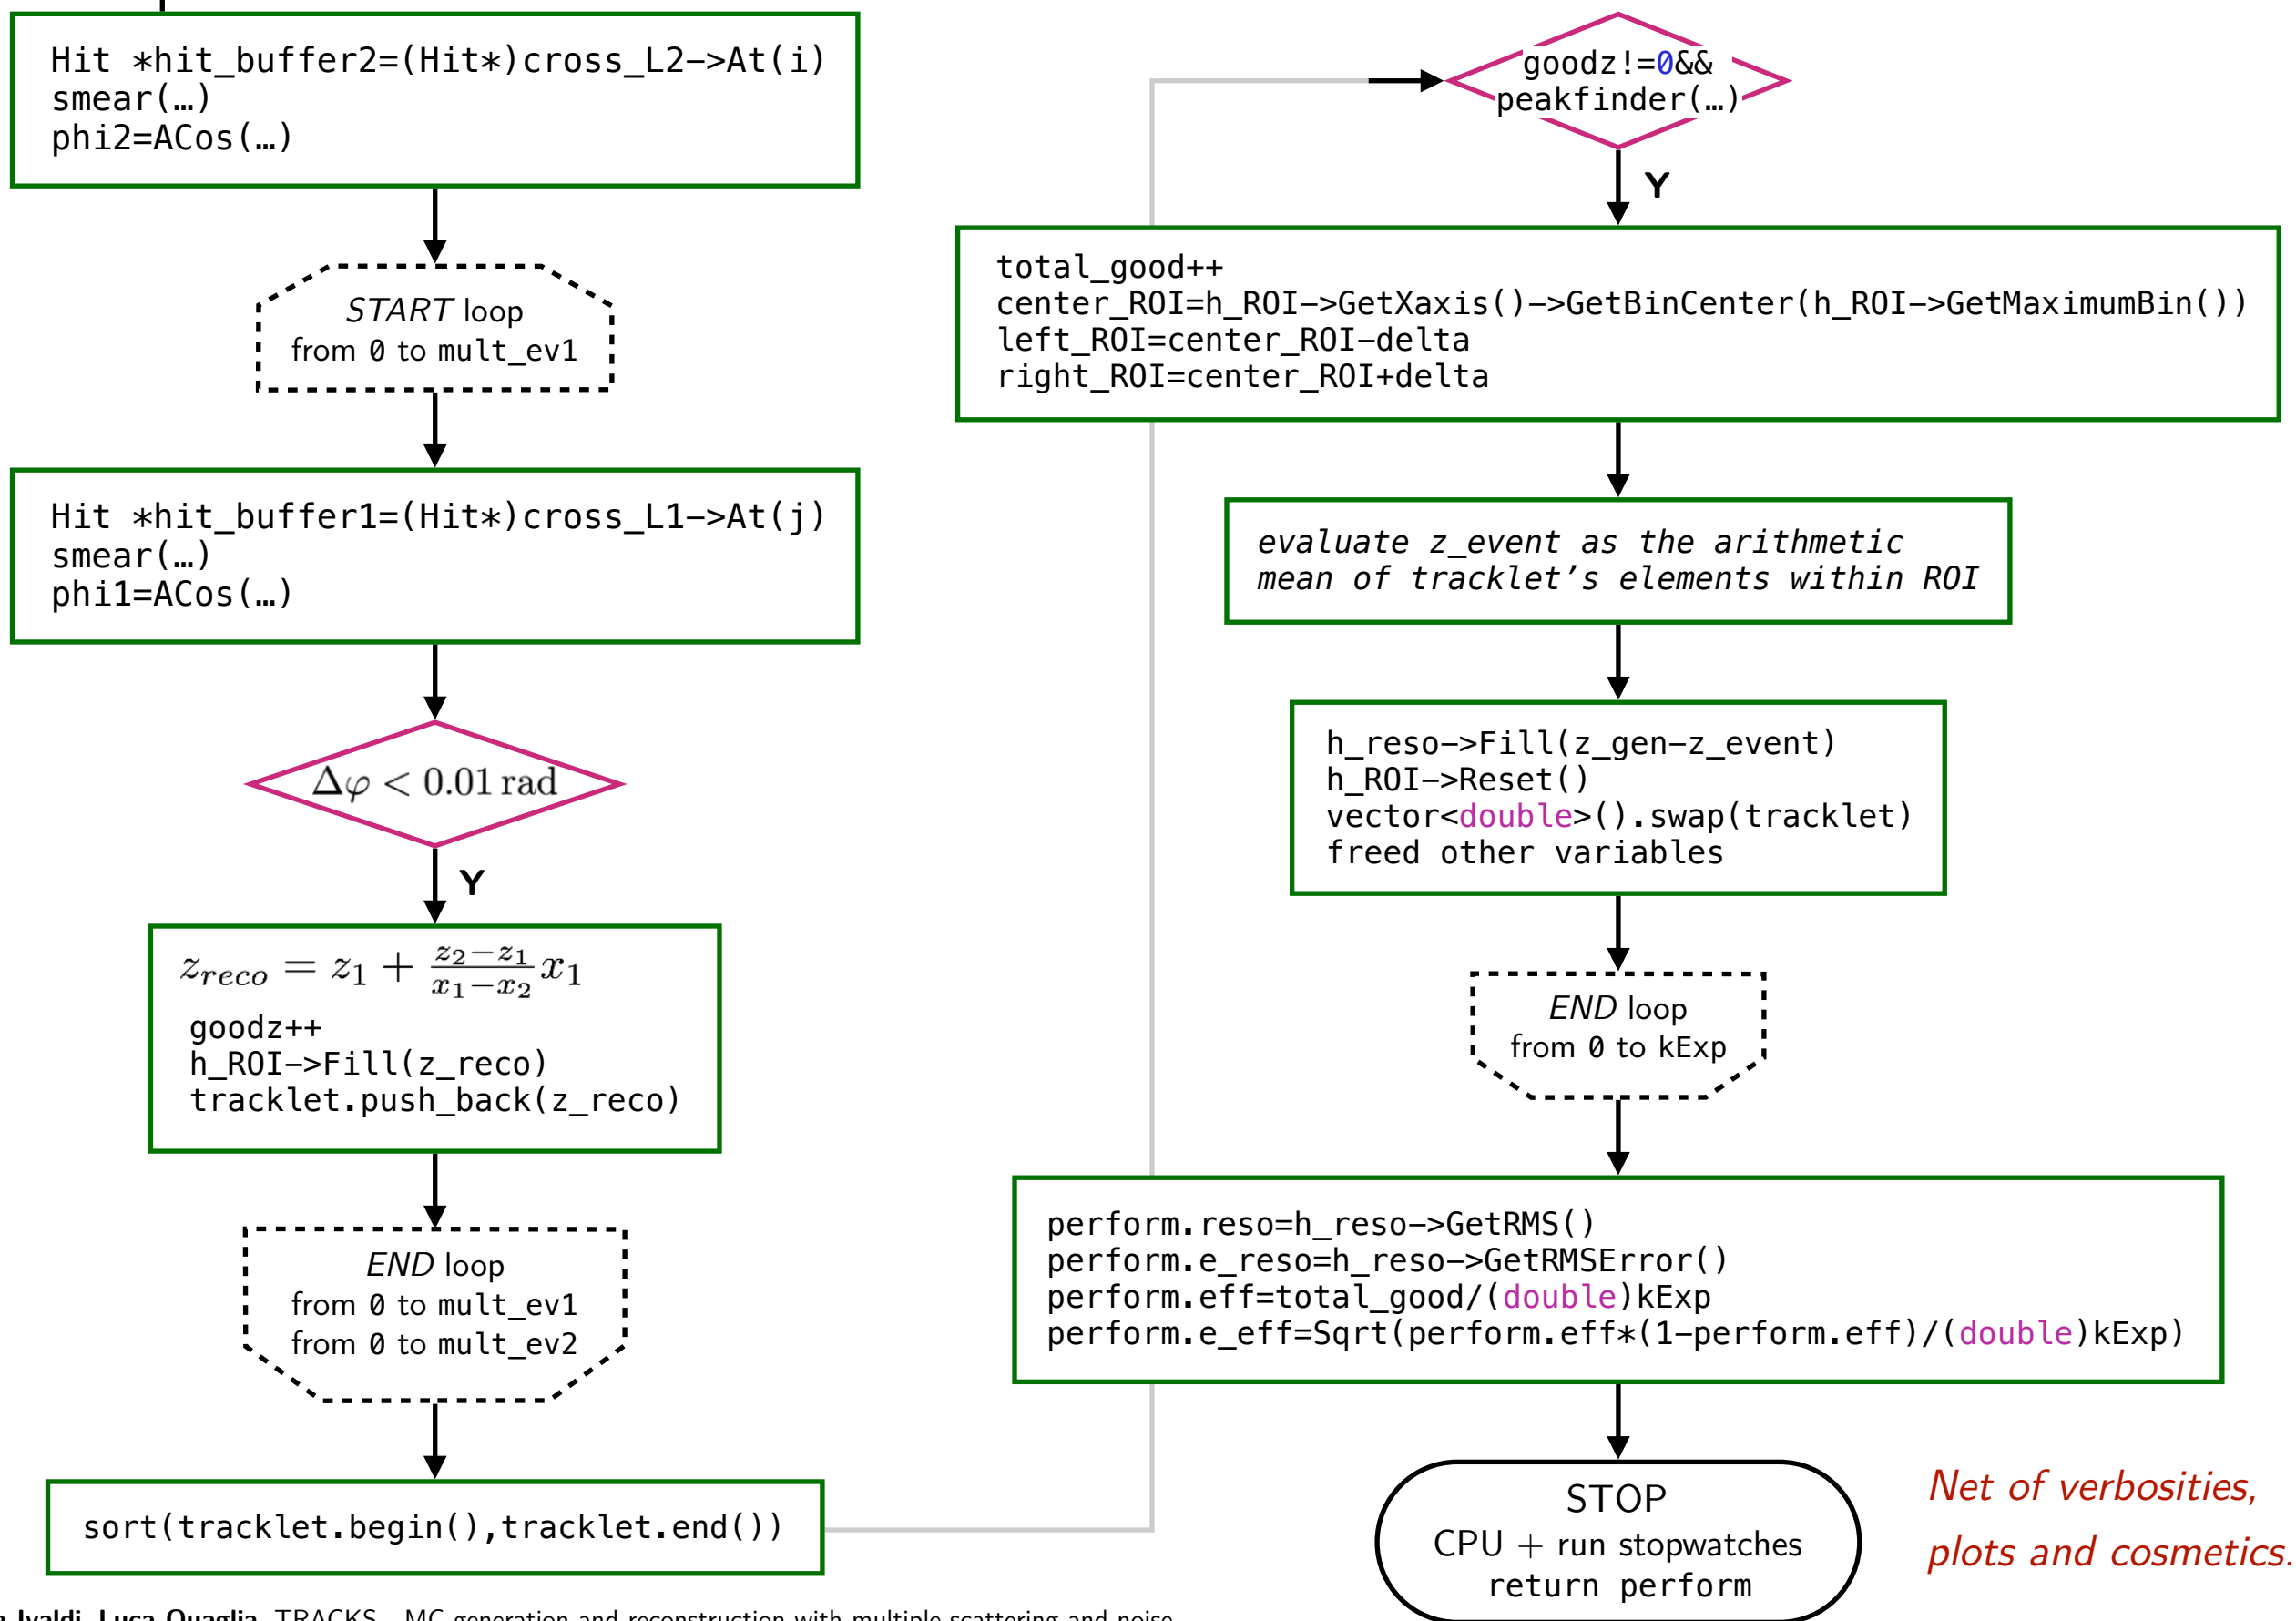 Hit *hit_buffer2=(Hit*)cross_L2->At(i)
smear(…)
phi2=ACos(…)
START loop
from 0 to mult_ev1
Hit *hit_buffer1=(Hit*)cross_L1->At(j)
smear(…)
phi1=ACos(…)
Δφ < 0.01 rad
Y
z_{reco} = z_1 + \frac{z_2-z_1}{x_1-x_2} x_1
goodz++
h_ROI->Fill(z_reco)
tracklet.push_back(z_reco)
END loop
from 0 to mult_ev1
from 0 to mult_ev2
sort(tracklet.begin(),tracklet.end())
goodz!=0&&
peakfinder(…)
Y
total_good++
center_ROI=h_ROI->GetXaxis()->GetBinCenter(h_ROI->GetMaximumBin())
left_ROI=center_ROI-delta
right_ROI=center_ROI+delta
evaluate z_event as the arithmetic
mean of tracklet's elements within ROI
h_reso->Fill(z_gen-z_event)
h_ROI->Reset()
vector<double>().swap(tracklet)
freed other variables
END loop
from 0 to kExp
perform.reso=h_reso->GetRMS()
perform.e_reso=h_reso->GetRMSError()
perform.eff=total_good/(double)kExp
perform.e_eff=Sqrt(perform.eff*(1-perform.eff)/(double)kExp)
STOP
CPU + run stopwatches
return perform
Net of verbosities,
plots and cosmetics.
Ivaldi, Luca Quaglia TRACKS MC generation and reconstruction with multiple scattering and noise